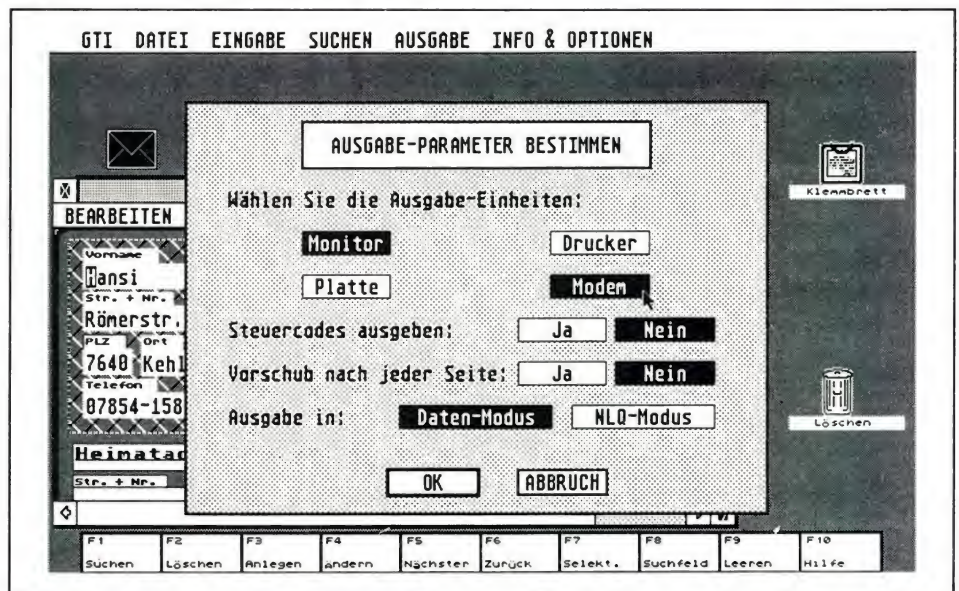 GTI DATEI EINGABE SUCHEN AUSGABE INFO & OPTIONEN
AUSGABE-PARAMETER BESTIMMEN
Wählen Sie die Ausgabe-Einheiten:
Monitor Drucker
Platte Modem
Steuercodes ausgeben: Ja Nein
Vorschub nach jeder Seite: Ja Nein
Ausgabe in: Daten-Modus NLQ-Modus
OK ABBRUCH
BEARBEITEN
Vorname
Hansi
Str. + Nr.
Römerstr.
PLZ Ort
7640 Kehl
Telefon
07854-158
Heimatad
Str. + Nr.
Klemmbrett
Löschen
F1 F2 F3 F4 F5 F6 F7 F8 F9 F10
Suchen Löschen Anlegen ändern Nächster Zurück Selekt. Suchfeld Leeren Hilfe